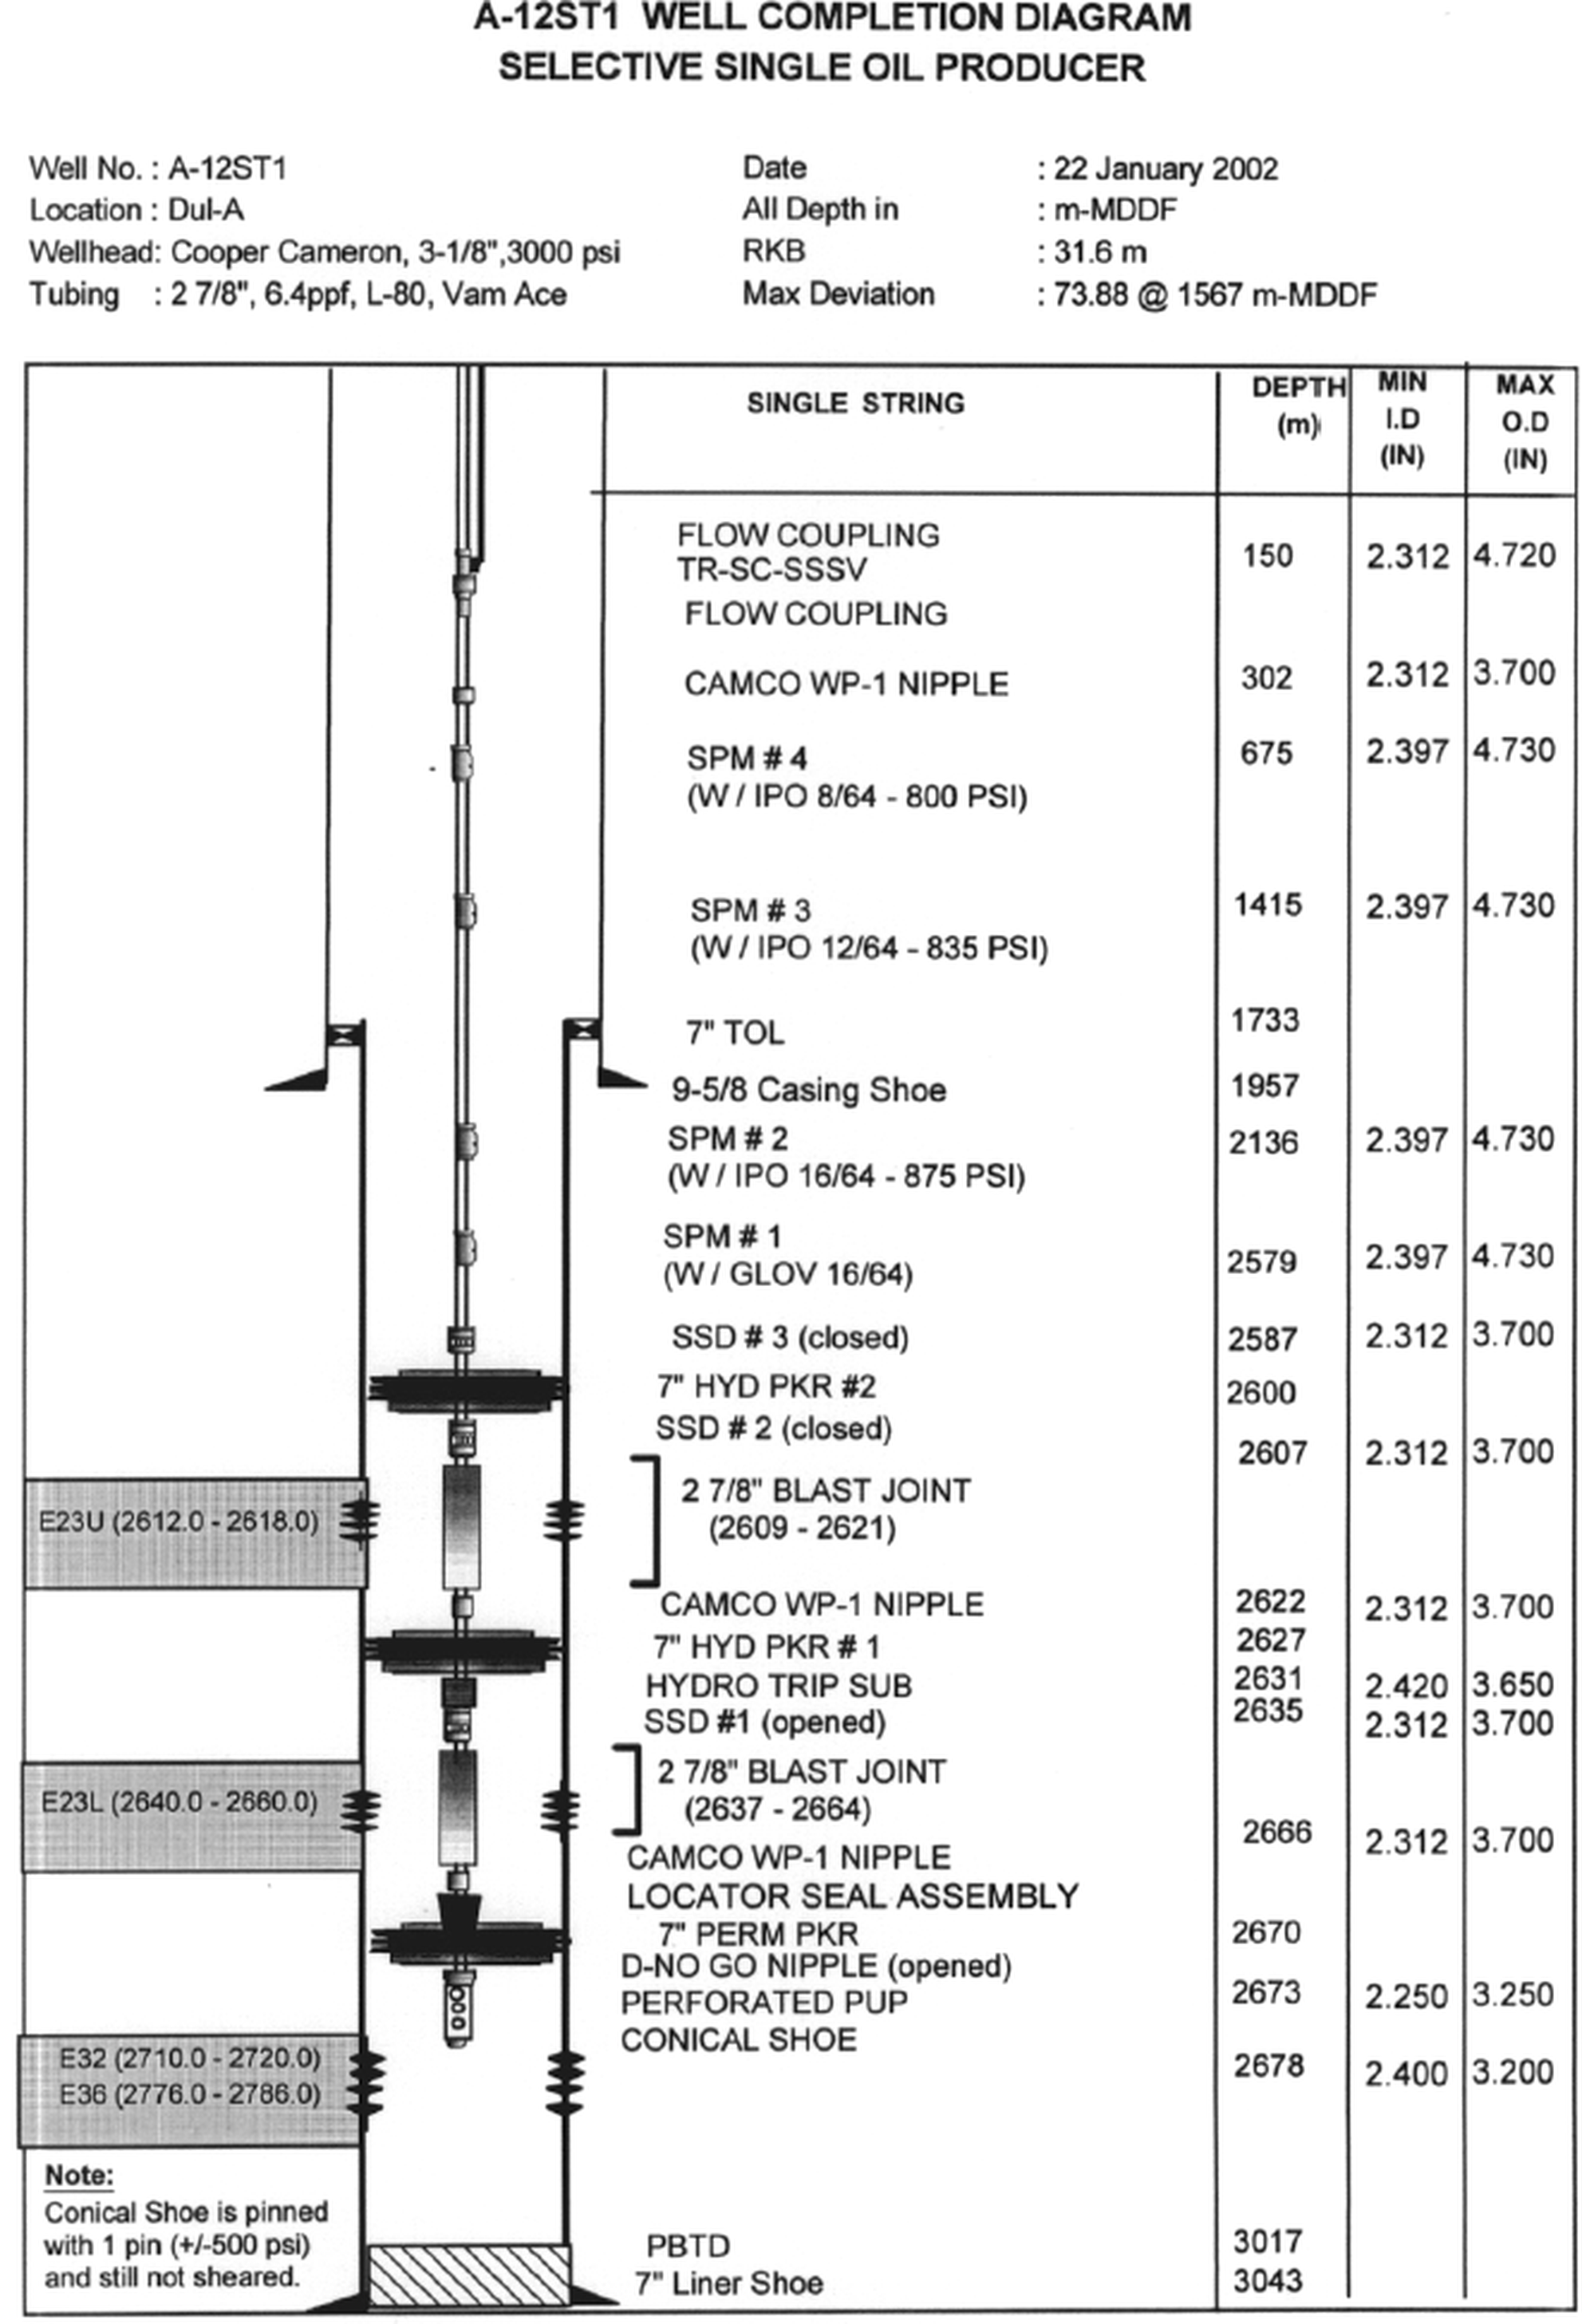 A-12ST1 WELL COMPLETION DIAGRAM
SELECTIVE SINGLE OIL PRODUCER
Well No. : A-12ST1
Location : Dul-A
Wellhead: Cooper Cameron, 3-1/8",3000 psi
Tubing : 2 7/8", 6.4ppf, L-80, Vam Ace
Date : 22 January 2002
All Depth in : m-MDDF
RKB : 31.6 m
Max Deviation : 73.88 @ 1567 m-MDDF
SINGLE STRING DEPTH (m) MIN I.D (IN) MAX O.D (IN)
FLOW COUPLING
TR-SC-SSSV 150 2.312 4.720
FLOW COUPLING
CAMCO WP-1 NIPPLE 302 2.312 3.700
SPM # 4 675 2.397 4.730
(W / IPO 8/64 - 800 PSI)
SPM # 3 1415 2.397 4.730
(W / IPO 12/64 - 835 PSI)
7" TOL 1733
9-5/8 Casing Shoe 1957
SPM # 2 2136 2.397 4.730
(W / IPO 16/64 - 875 PSI)
SPM # 1 2579 2.397 4.730
(W / GLOV 16/64)
SSD # 3 (closed) 2587 2.312 3.700
7" HYD PKR #2 2600
SSD # 2 (closed) 2607 2.312 3.700
E23U (2612.0 - 2618.0)
2 7/8" BLAST JOINT
(2609 - 2621)
CAMCO WP-1 NIPPLE 2622 2.312 3.700
7" HYD PKR # 1 2627
HYDRO TRIP SUB 2631 2.420 3.650
SSD #1 (opened) 2635 2.312 3.700
E23L (2640.0 - 2660.0)
2 7/8" BLAST JOINT
(2637 - 2664)
CAMCO WP-1 NIPPLE 2666 2.312 3.700
LOCATOR SEAL ASSEMBLY
7" PERM PKR 2670
D-NO GO NIPPLE (opened) 2673 2.250 3.250
PERFORATED PUP
CONICAL SHOE 2678 2.400 3.200
E32 (2710.0 - 2720.0)
E36 (2776.0 - 2786.0)
Note:
Conical Shoe is pinned
with 1 pin (+/-500 psi)
and still not sheared.
PBTD 3017
7" Liner Shoe 3043